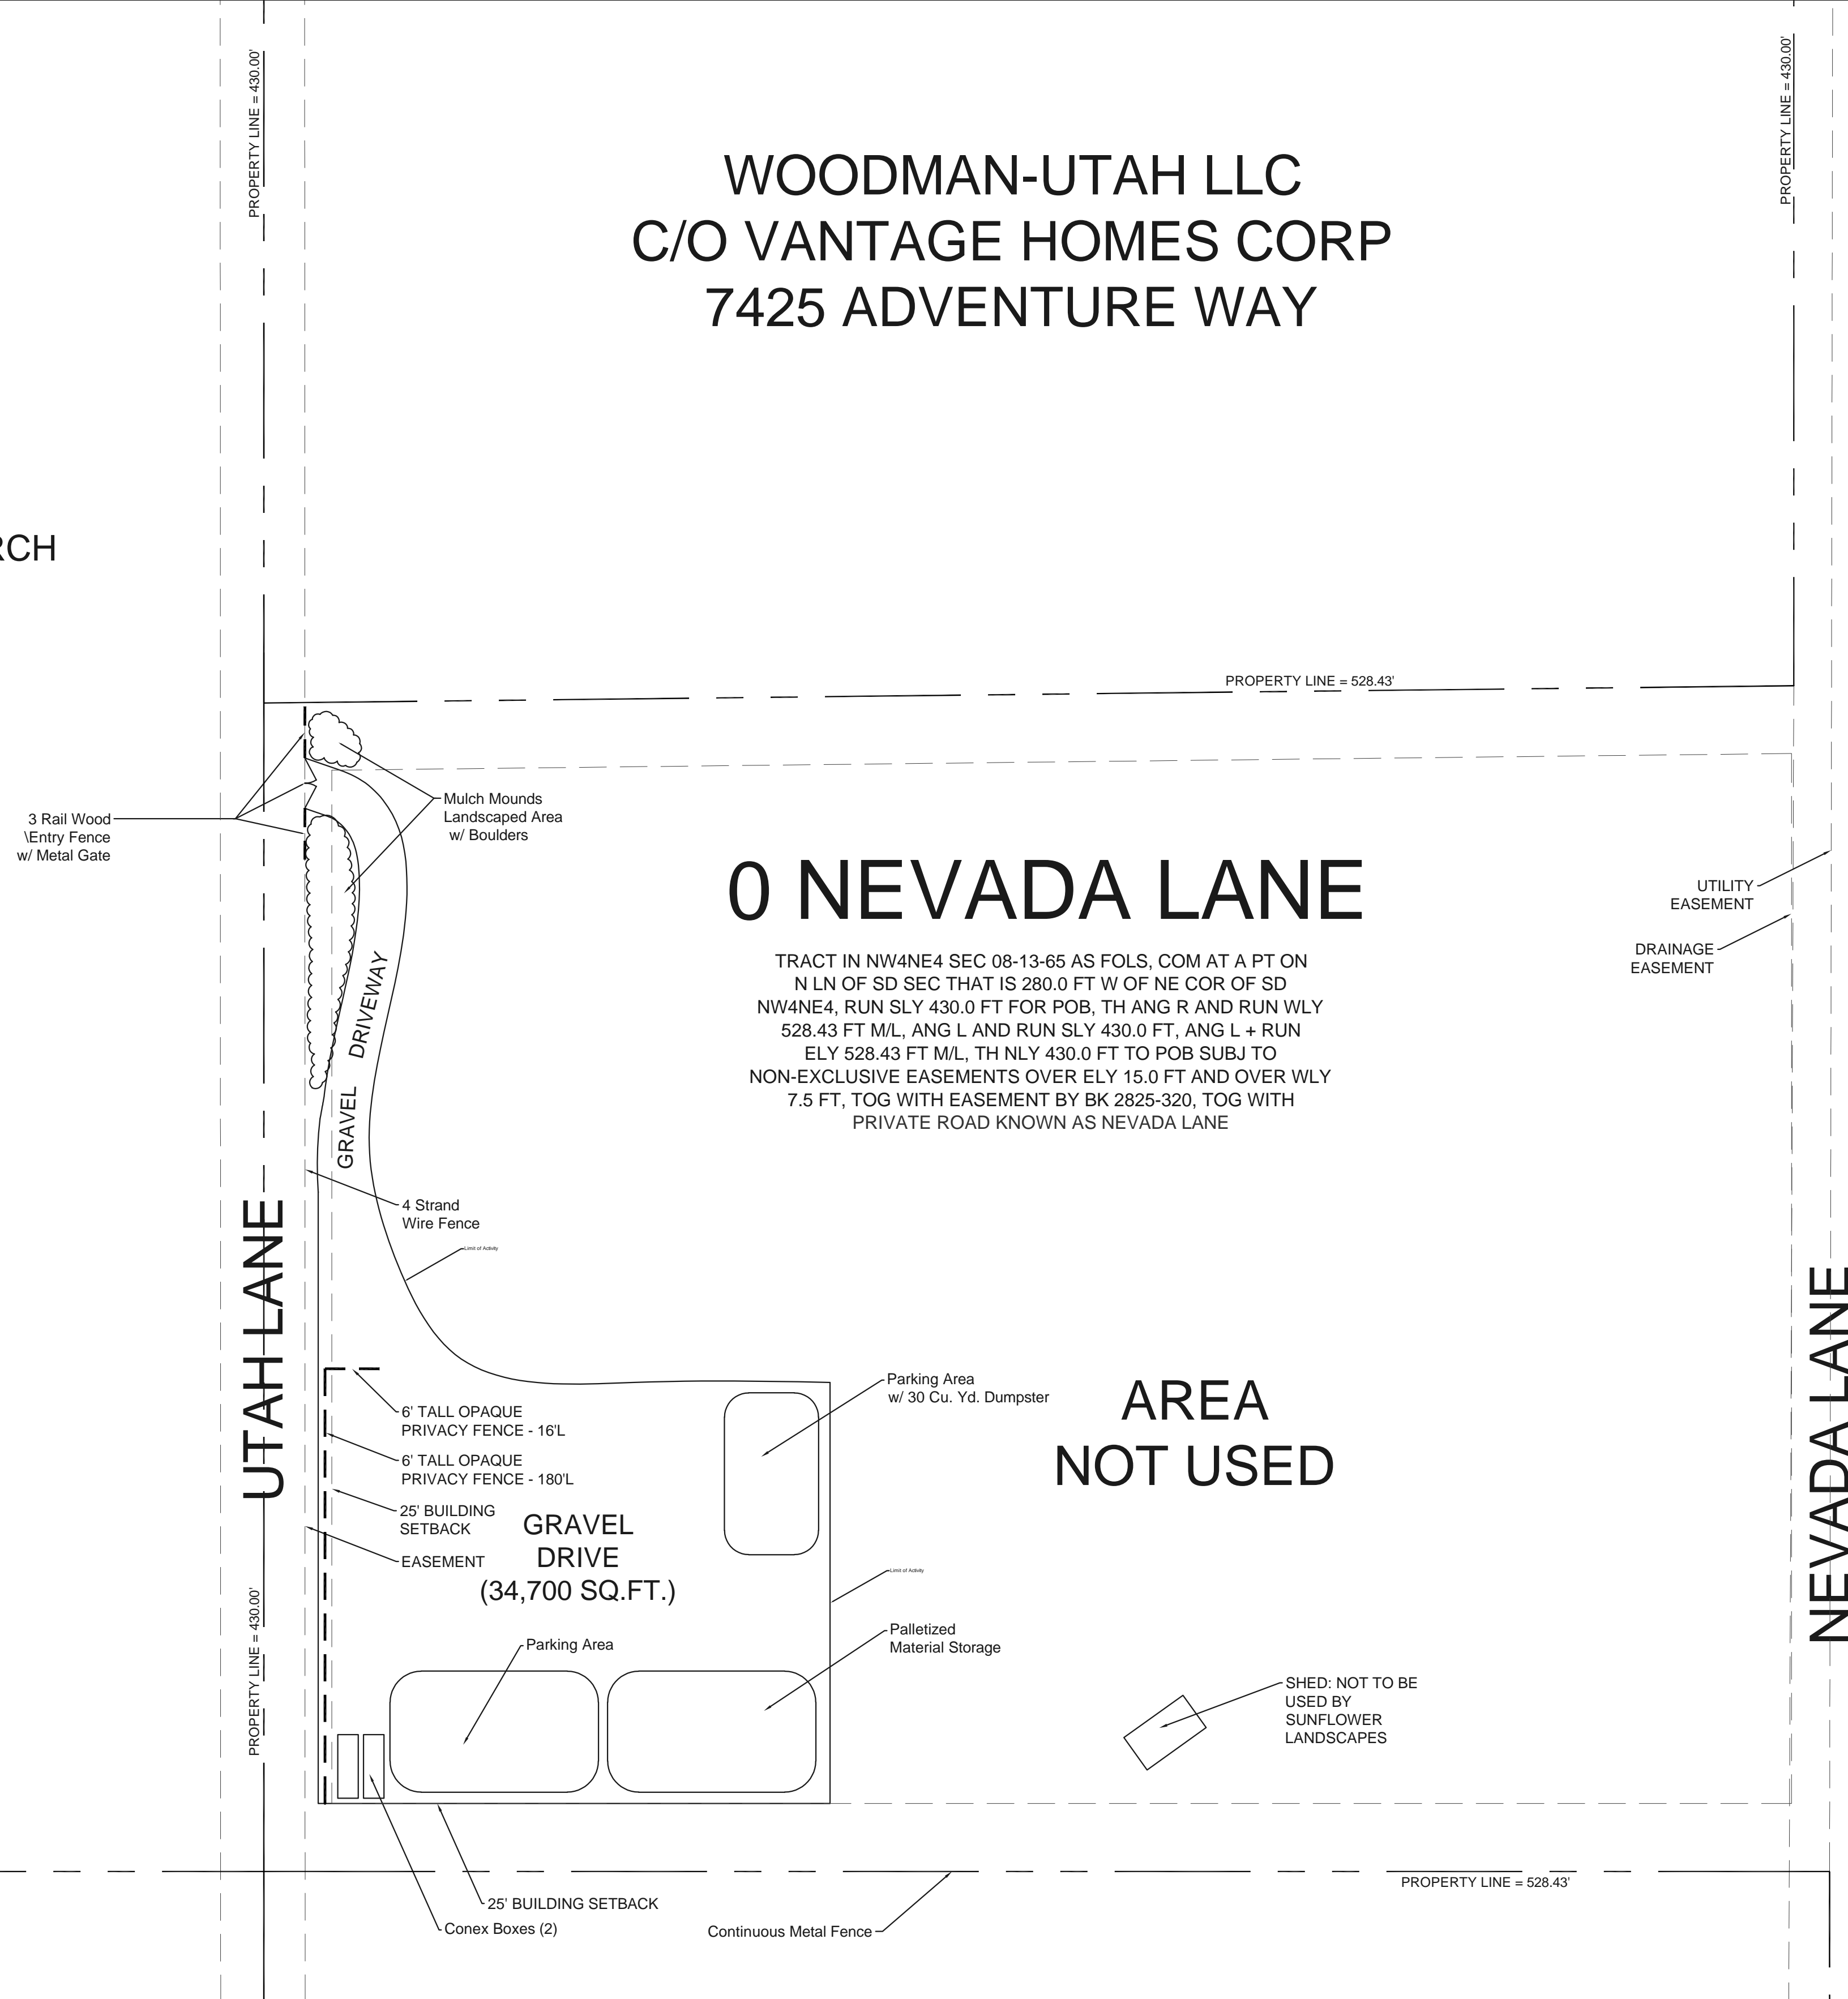 PROPERTY LINE = 430.00'
PROPERTY LINE = 430.00'
WOODMAN-UTAH LLC
C/O VANTAGE HOMES CORP
7425 ADVENTURE WAY
RCH
PROPERTY LINE = 528.43'
3 Rail Wood
\Entry Fence
w/ Metal Gate
Mulch Mounds
Landscaped Area
w/ Boulders
0 NEVADA LANE
TRACT IN NW4NE4 SEC 08-13-65 AS FOLS, COM AT A PT ON
N LN OF SD SEC THAT IS 280.0 FT W OF NE COR OF SD
NW4NE4, RUN SLY 430.0 FT FOR POB, TH ANG R AND RUN WLY
528.43 FT M/L, ANG L AND RUN SLY 430.0 FT, ANG L + RUN
ELY 528.43 FT M/L, TH NLY 430.0 FT TO POB SUBJ TO
NON-EXCLUSIVE EASEMENTS OVER ELY 15.0 FT AND OVER WLY
7.5 FT, TOG WITH EASEMENT BY BK 2825-320, TOG WITH
PRIVATE ROAD KNOWN AS NEVADA LANE
UTILITY
EASEMENT
DRAINAGE
EASEMENT
GRAVEL DRIVEWAY
4 Strand
Wire Fence
Limit of Activity
UTAH LANE
NEVADA LANE
6' TALL OPAQUE
PRIVACY FENCE - 16'L
6' TALL OPAQUE
PRIVACY FENCE - 180'L
25' BUILDING
SETBACK
EASEMENT
GRAVEL
DRIVE
(34,700 SQ.FT.)
Parking Area
w/ 30 Cu. Yd. Dumpster
AREA
NOT USED
Limit of Activity
Parking Area
Palletized
Material Storage
SHED: NOT TO BE
USED BY
SUNFLOWER
LANDSCAPES
PROPERTY LINE = 430.00'
PROPERTY LINE = 528.43'
25' BUILDING SETBACK
Conex Boxes (2)
Continuous Metal Fence